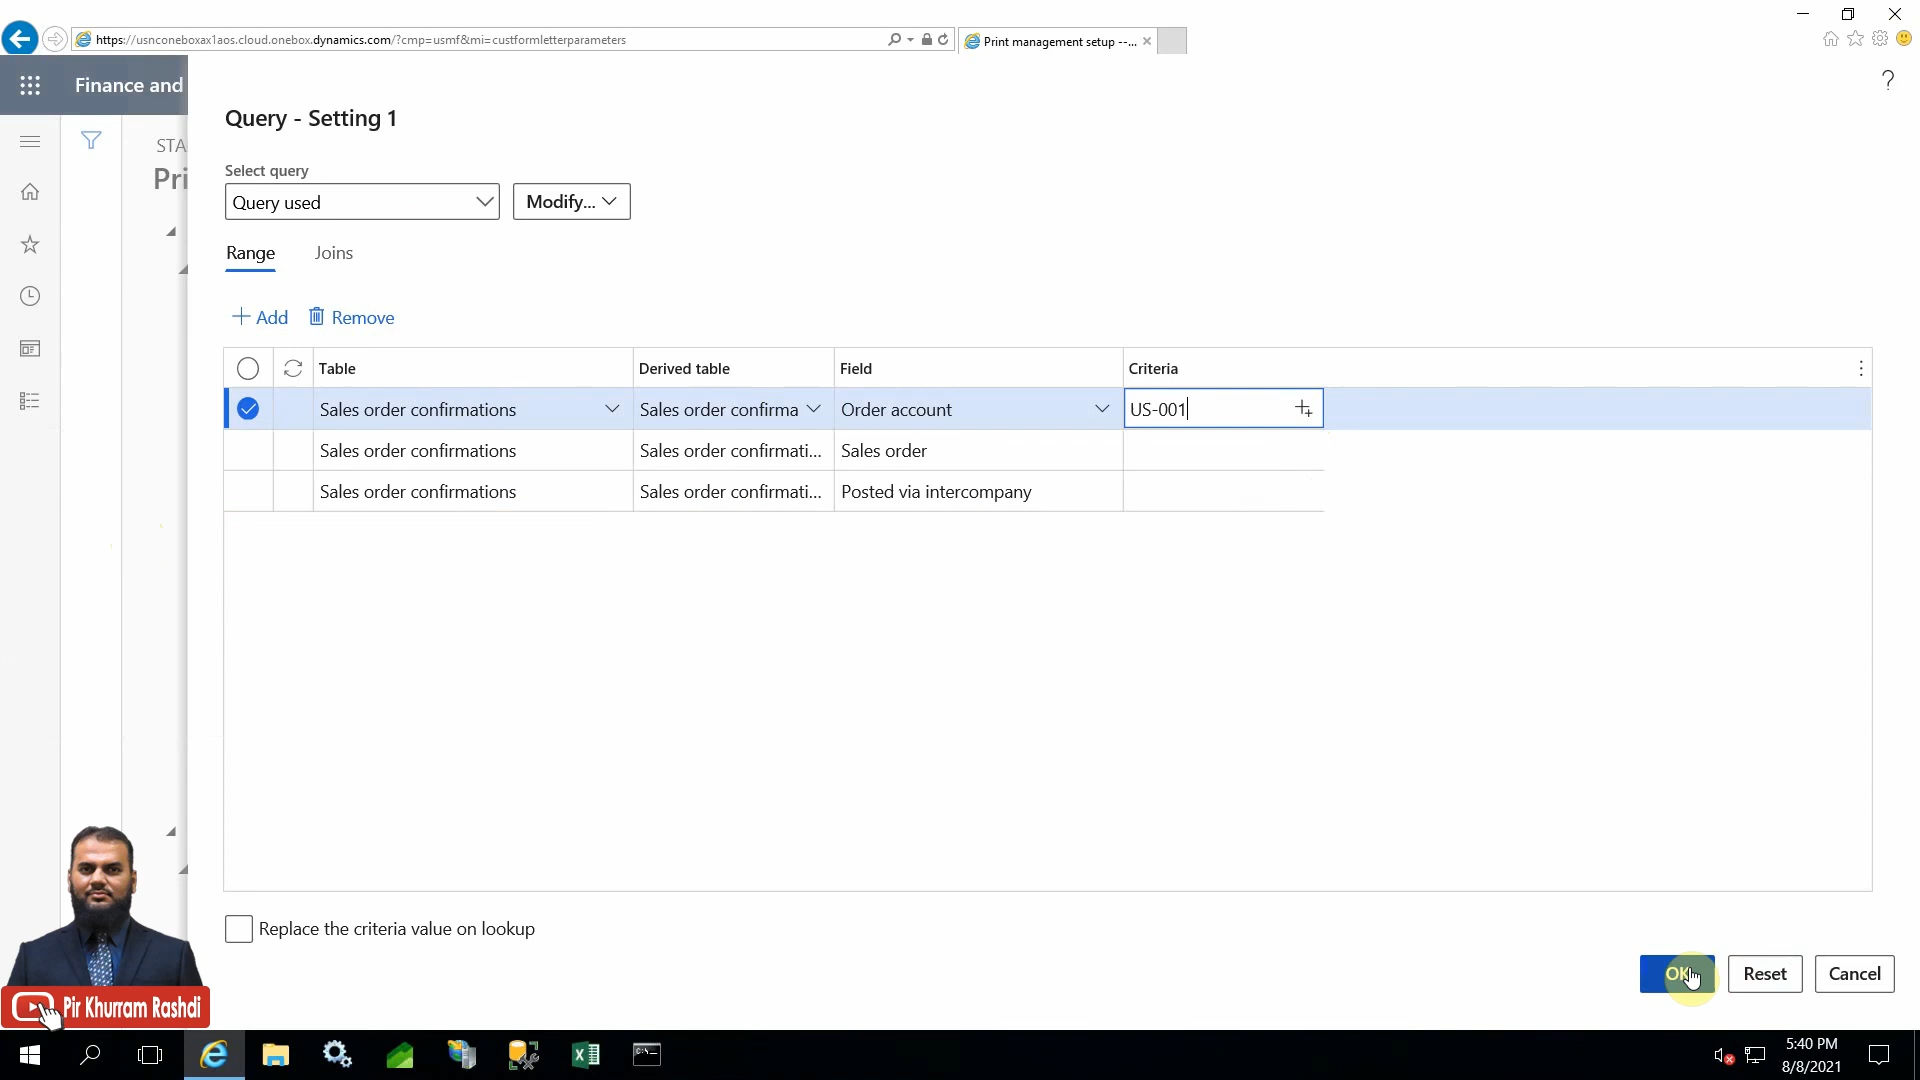 https://usnconeboxax1aos.cloud.onebox.dynamics.com/?cmp=usmf&mi=custformletterparameters
Print management setup --...
Finance and
?
STA
Pri
Query - Setting 1
Select query
Query used
Modify...
Range
Joins
Add
Remove
Table Derived table Field Criteria
Sales order confirmations Sales order confirma Order account US-001
Sales order confirmations Sales order confirmati... Sales order
Sales order confirmations Sales order confirmati... Posted via intercompany
Replace the criteria value on lookup
OK Reset Cancel
Pir Khurram Rashdi
5:40 PM
8/8/2021